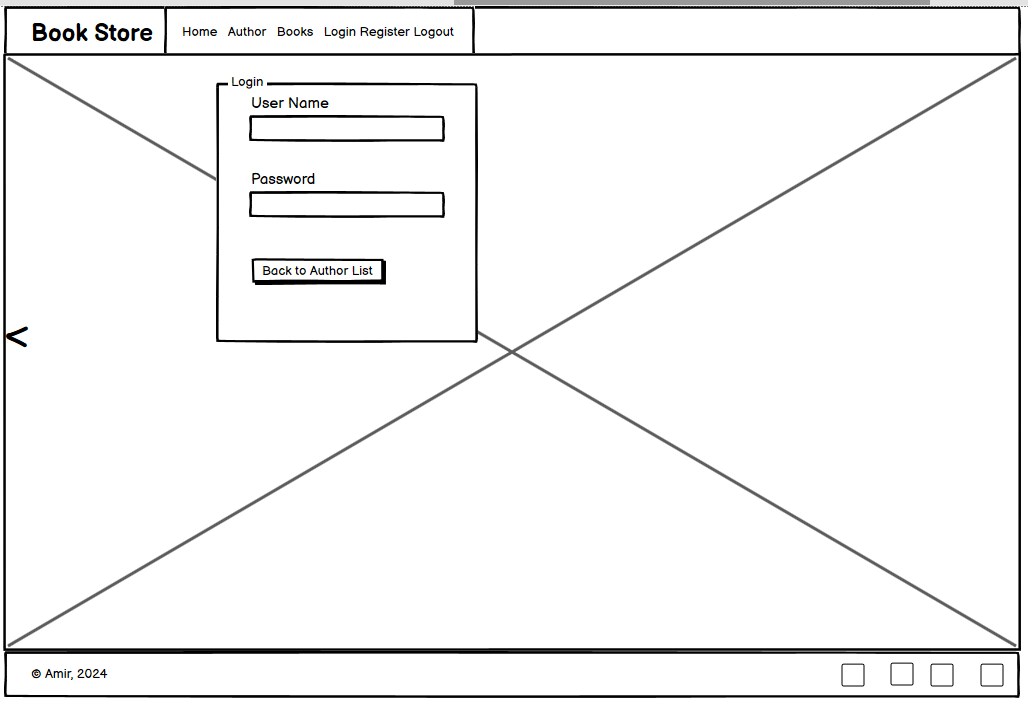 Book Store
Home Author Books Login Register Logout
Login
User Name
Password
Back to Author List
<
© Amir, 2024